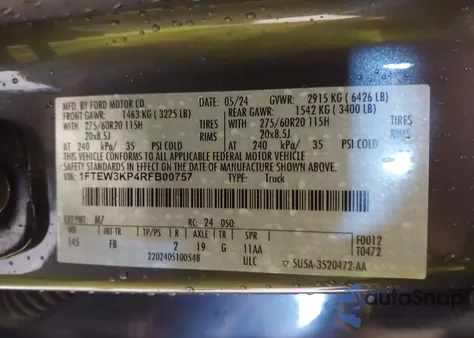 MFD. BY FORD MOTOR CO. 05/24 GVWR: 2915 KG ( 6426 LB)
FRONT GAWR: 1463 KG ( 3225 LB) REAR GAWR: 1542 KG ( 3400 LB)
WITH 275/60R20 115H TIRES WITH 275/60R20 115H TIRES
20x8.5J RIMS 20x8.5J RIMS
AT 240 kPa/ 35 PSI COLD AT 240 kPa/ 35 PSI COLD
THIS VEHICLE CONFORMS TO ALL APPLICABLE FEDERAL MOTOR VEHICLE
SAFETY STANDARDS IN EFFECT ON THE DATE OF MANUFACTURE SHOWN ABOVE.
VIN: 1FTEW3KP4RFB00757 TYPE: Truck
EXT PNT: M7 RC: 24 DSO:
WB INT TR TP/PS R AXLE TR SPR F0012
145 FB 2 19 G 11AA T0472
2202405100548 ULC 5U5A-3520472-AA
autoSnap